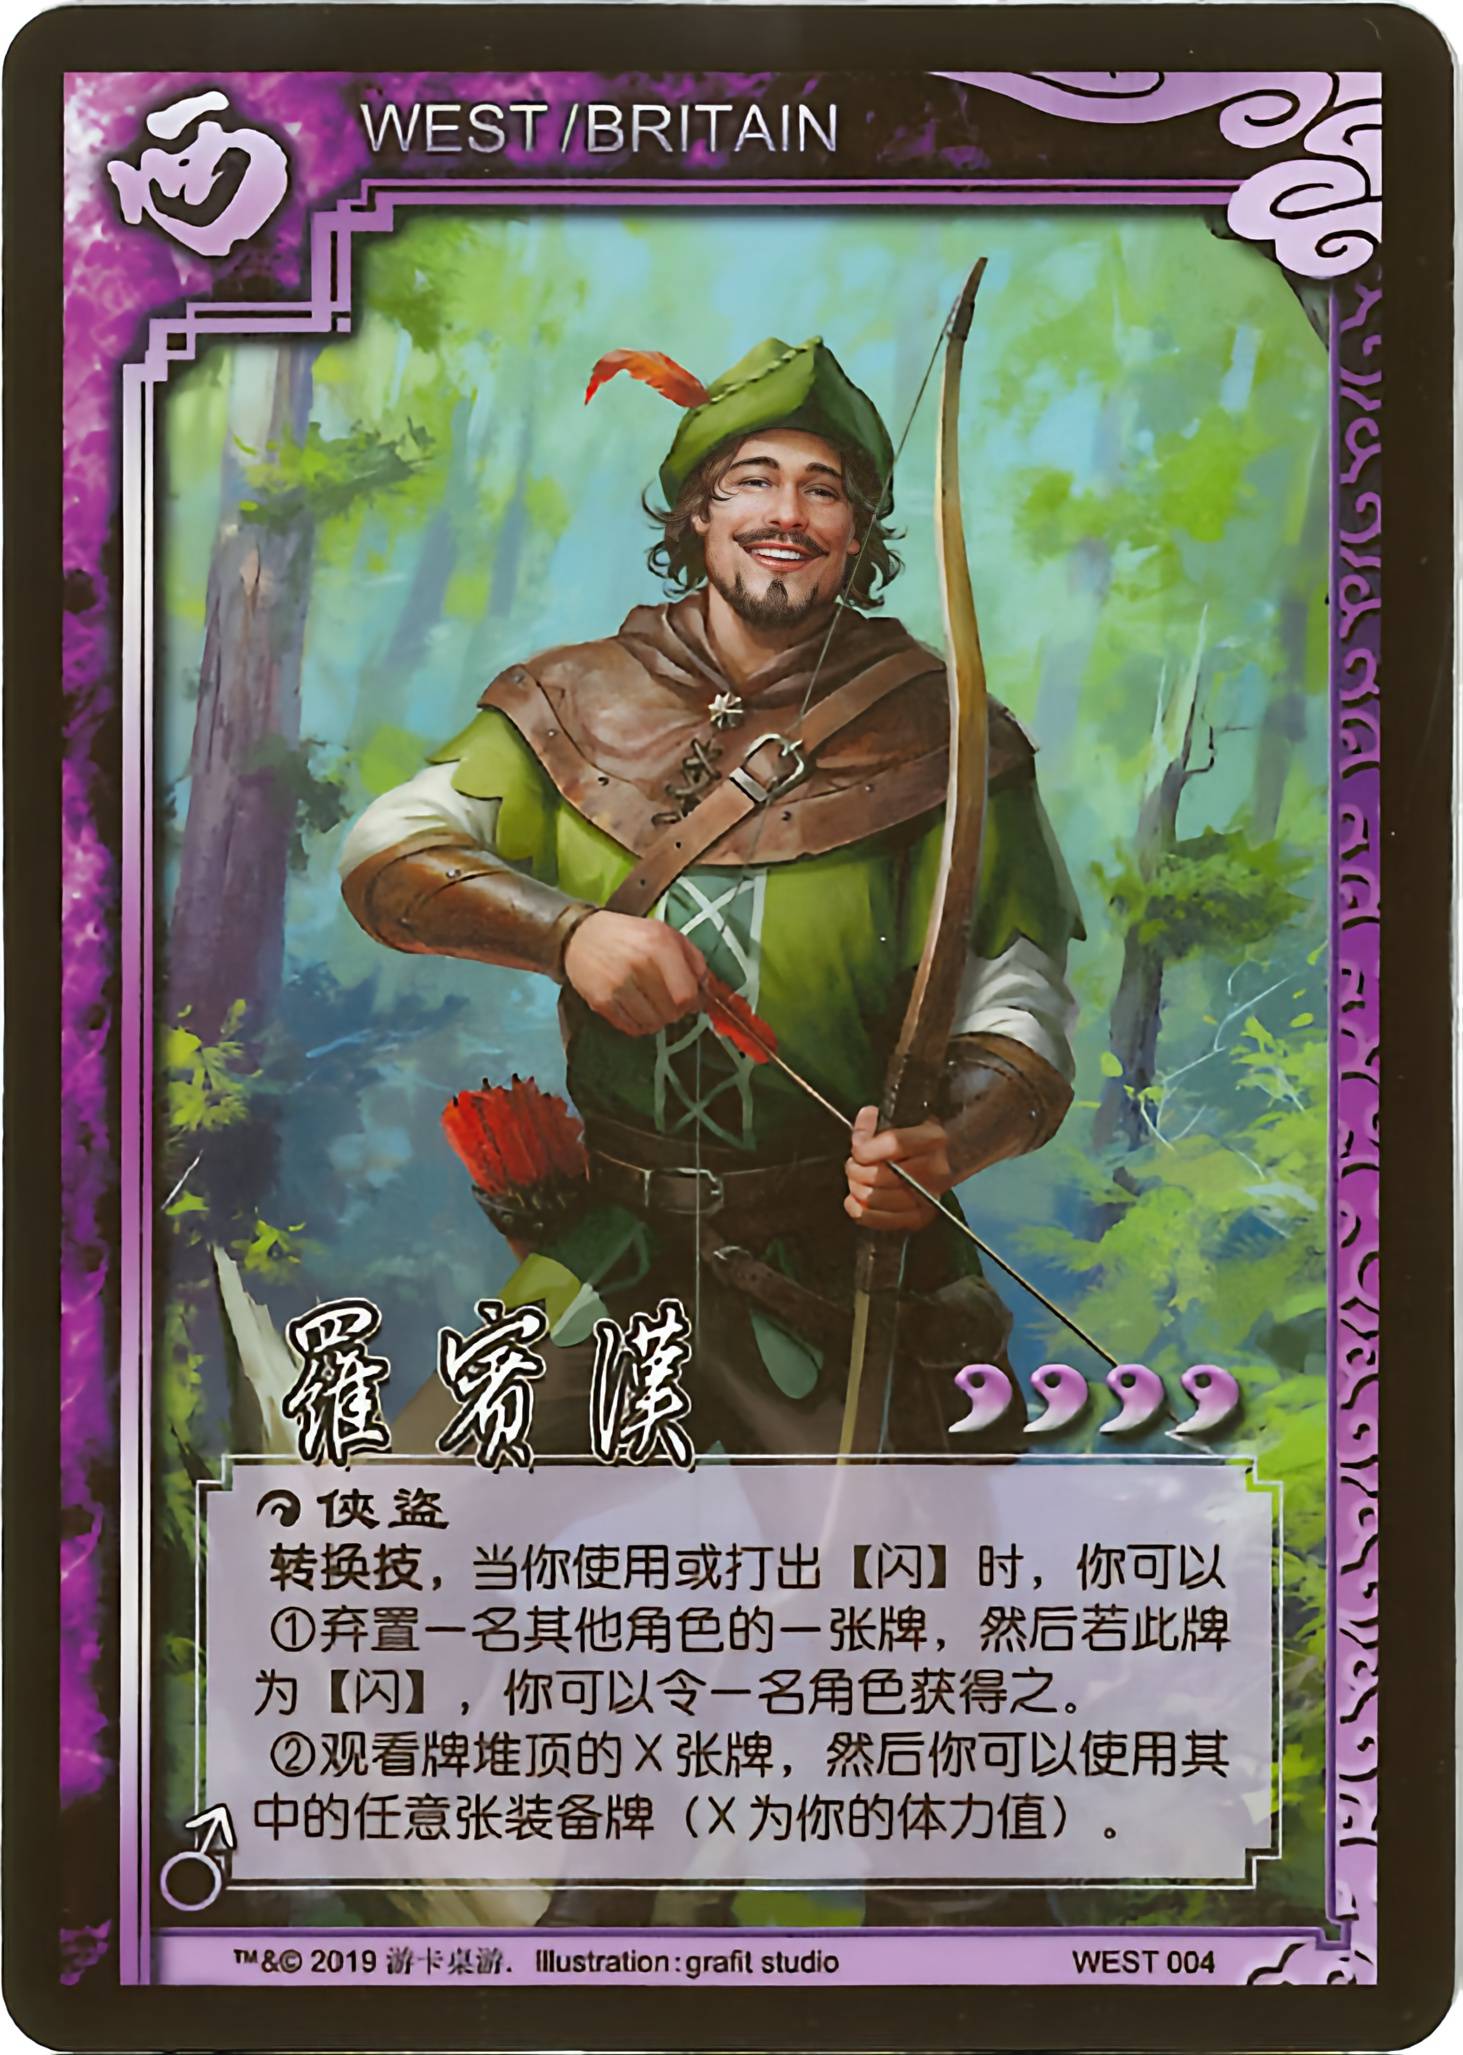 西
WEST/BRITAIN
羅賓漢
俠盜
转换技，当你使用或打出【闪】时，你可以
①弃置一名其他角色的一张牌，然后若此牌
为【闪】，你可以令一名角色获得之。
②观看牌堆顶的X张牌，然后你可以使用其
中的任意张装备牌（X为你的体力值）。
™&© 2019 游卡桌游. Illustration:grafit studio
WEST 004